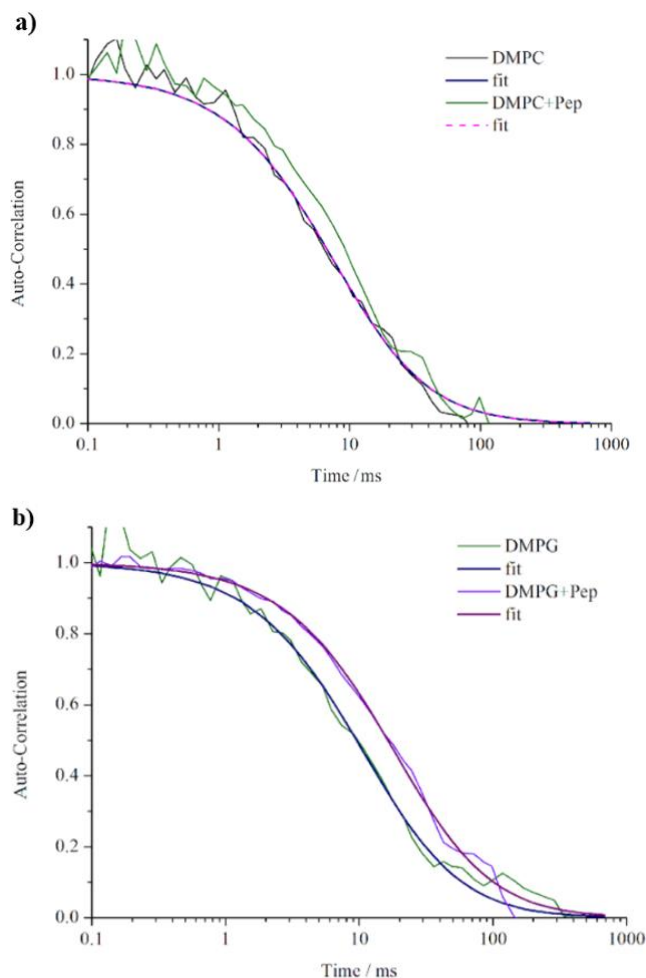 a)
DMPC
fit
DMPC+Pep
fit
1.0
0.8
0.6
0.4
0.2
0.0
Auto-Correlation
0.1
1
10
100
1000
Time / ms
b)
DMPG
fit
DMPG+Pep
fit
1.0
0.8
0.6
0.4
0.2
0.0
Auto-Correlation
0.1
1
10
100
1000
Time / ms